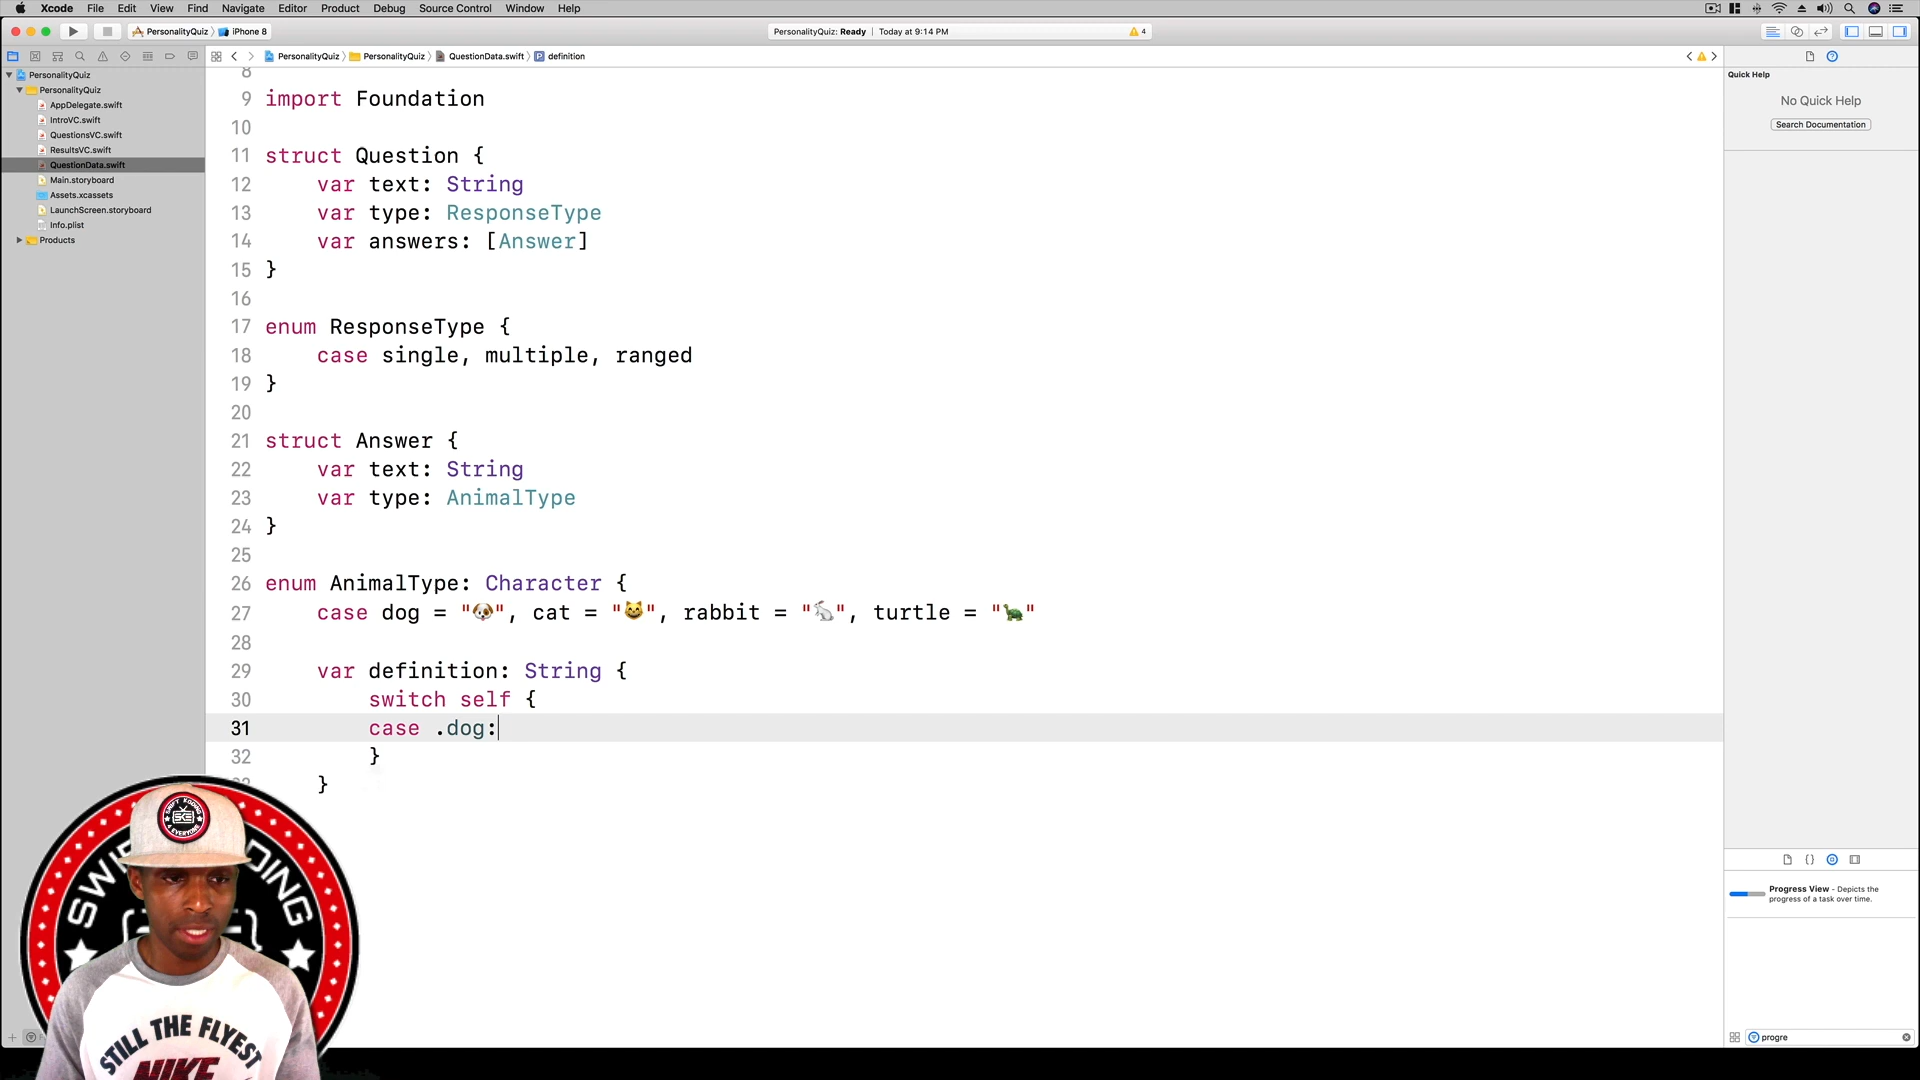 Xcode File Edit View Find Navigate Editor Product Debug Source Control Window Help
PersonalityQuiz iPhone 8 PersonalityQuiz: Ready Today at 9:14 PM 4
PersonalityQuiz PersonalityQuiz QuestionData.swift P definition
PersonalityQuiz
PersonalityQuiz
AppDelegate.swift
IntroVC.swift
QuestionsVC.swift
ResultsVC.swift
QuestionData.swift
Main.storyboard
Assets.xcassets
LaunchScreen.storyboard
Info.plist
Products
8
9 import Foundation
10
11 struct Question {
12 var text: String
13 var type: ResponseType
14 var answers: [Answer]
15 }
16
17 enum ResponseType {
18 case single, multiple, ranged
19 }
20
21 struct Answer {
22 var text: String
23 var type: AnimalType
24 }
25
26 enum AnimalType: Character {
27 case dog = "🐶", cat = "😺", rabbit = "🐇", turtle = "🐢"
28
29 var definition: String {
30 switch self {
31 case .dog:
32 }
}
Quick Help
No Quick Help
Search Documentation
Progress View - Depicts the
progress of a task over time.
progre
SWIFT KODING
4 EVERYONE
SKE
STILL THE FLYEST
NIKE